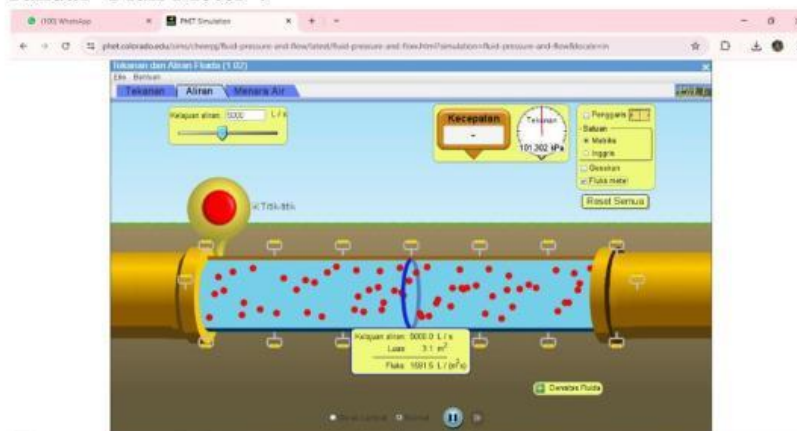 (100) WhatsApp
PHET Simulation
phet.colorado.edu/sims/cheerpj/fluid-pressure-and-flow/latest/fluid-pressure-and-flow.html?simulation=fluid-pressure-and-flow&locale=in
Tekanan dan Aliran Fluida (1.02)
Bantuan
Tekanan
Aliran
Menara Air
Kelajuan aliran
5000
L / s
Kecepatan
-
Tekanan
101.302 kPa
Penggaris
Satuan
Metriks
Inggris
Gesekan
Fluks meter
Reset Semua
Titik-titik
Kelajuan aliran 5000.0 L / s
Luas 3.1 m²
Fluks 1591.5 L / (m²s)
Densitas Fluida
Normal